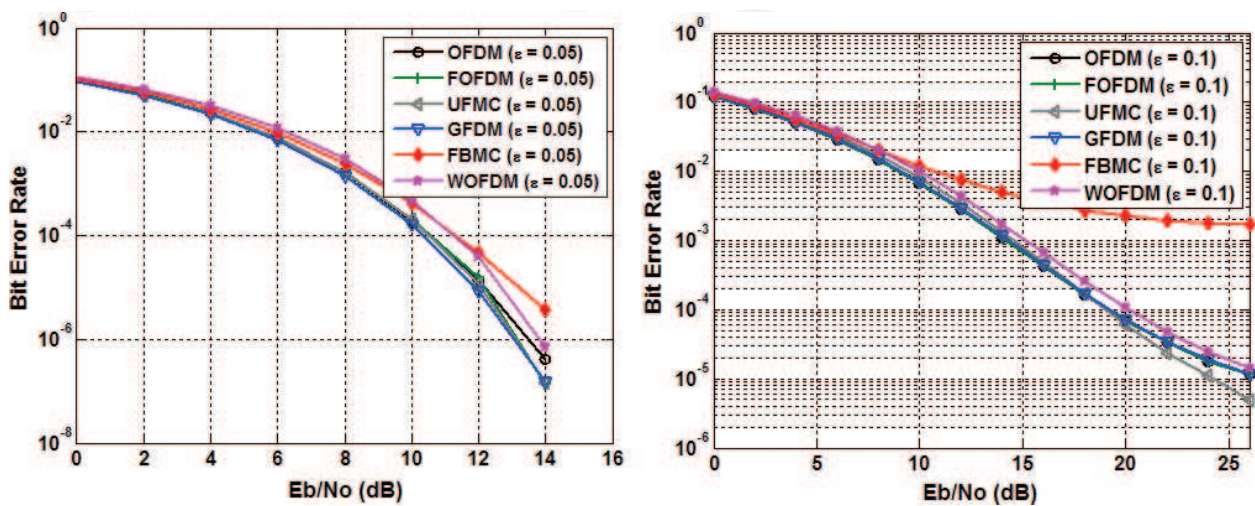 10^0
10^-2
10^-4
10^-6
10^-8
Bit Error Rate
OFDM (ε = 0.05)
FOFDM (ε = 0.05)
UFMC (ε = 0.05)
GFDM (ε = 0.05)
FBMC (ε = 0.05)
WOFDM (ε = 0.05)
0 2 4 6 8 10 12 14 16
Eb/No (dB)
10^0
10^-1
10^-2
10^-3
10^-4
10^-5
10^-6
Bit Error Rate
OFDM (ε = 0.1)
FOFDM (ε = 0.1)
UFMC (ε = 0.1)
GFDM (ε = 0.1)
FBMC (ε = 0.1)
WOFDM (ε = 0.1)
0 5 10 15 20 25
Eb/No (dB)